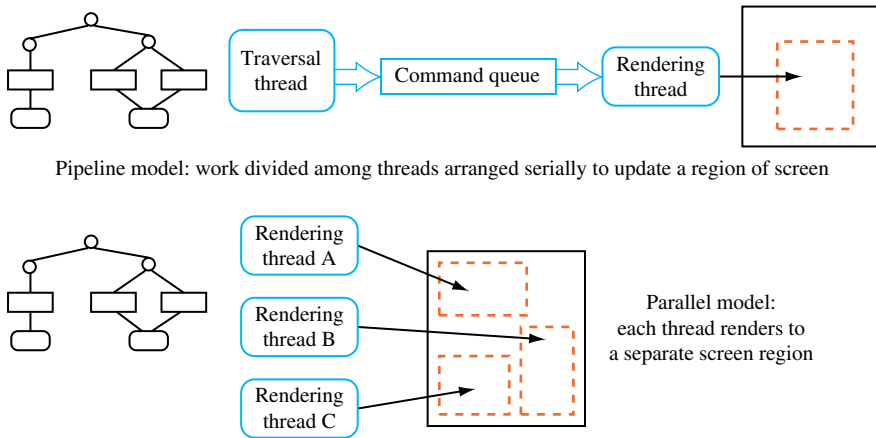 Traversal
thread
Command queue
Rendering
thread
Pipeline model: work divided among threads arranged serially to update a region of screen
Rendering
thread A
Rendering
thread B
Rendering
thread C
Parallel model:
each thread renders to
a separate screen region